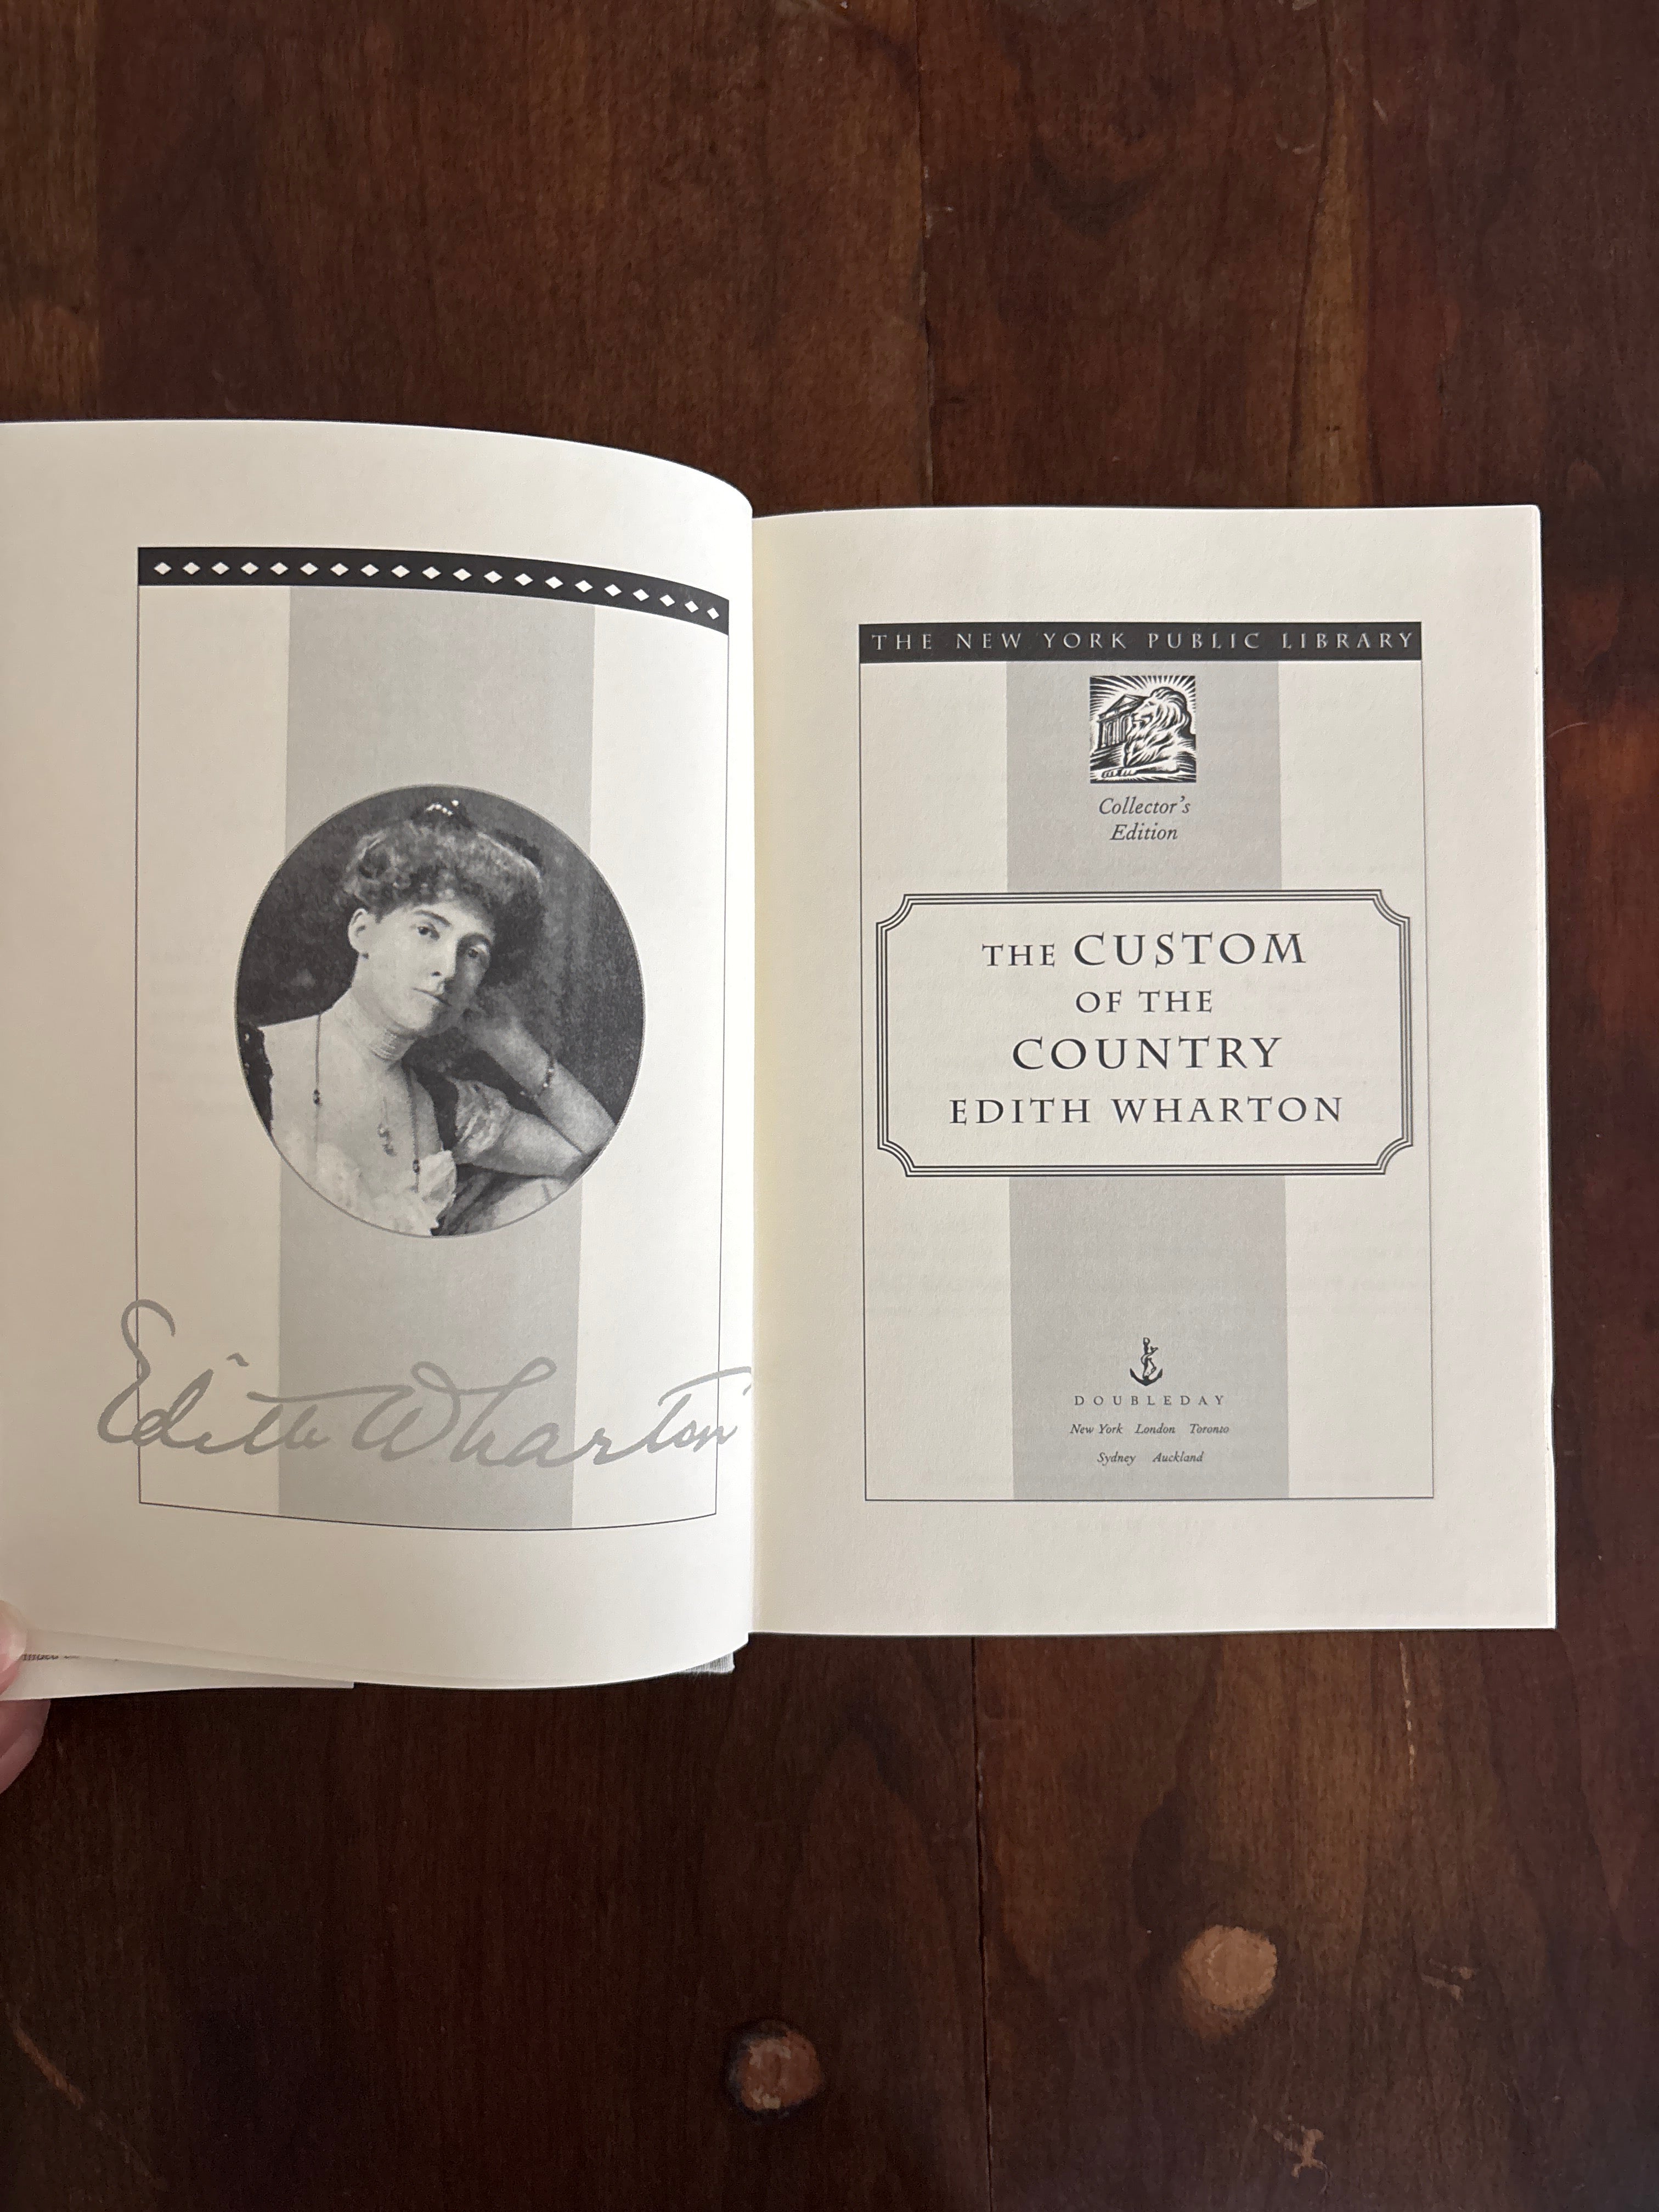 Edith Wharton
THE NEW YORK PUBLIC LIBRARY
Collector's
Edition
THE CUSTOM
OF THE
COUNTRY
EDITH WHARTON
DOUBLEDAY
New York London Toronto
Sydney Auckland